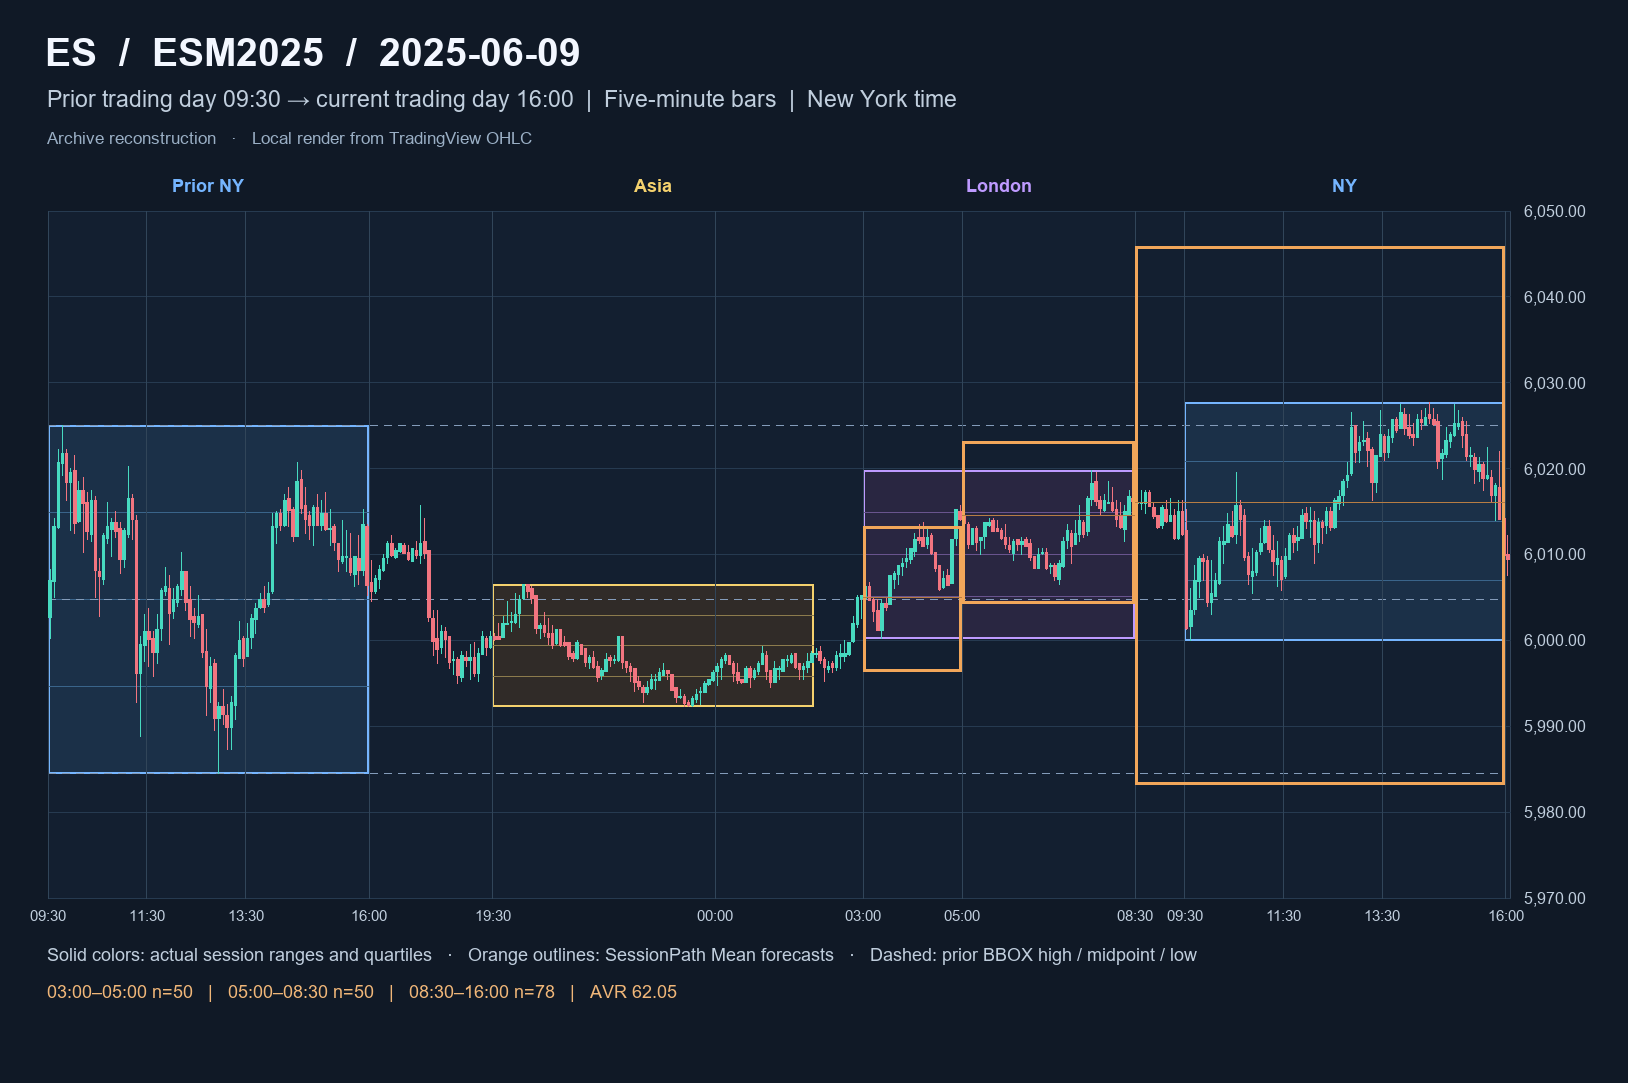 ES / ESM2025 / 2025-06-09
Prior trading day 09:30 → current trading day 16:00 | Five-minute bars | New York time
Archive reconstruction · Local render from TradingView OHLC
Prior NY Asia London NY
6,050.00
6,040.00
6,030.00
6,020.00
6,010.00
6,000.00
5,990.00
5,980.00
5,970.00
09:30 11:30 13:30 16:00 19:30 00:00 03:00 05:00 08:30 09:30 11:30 13:30 16:00
Solid colors: actual session ranges and quartiles · Orange outlines: SessionPath Mean forecasts · Dashed: prior BBOX high / midpoint / low
03:00–05:00 n=50 | 05:00–08:30 n=50 | 08:30–16:00 n=78 | AVR 62.05